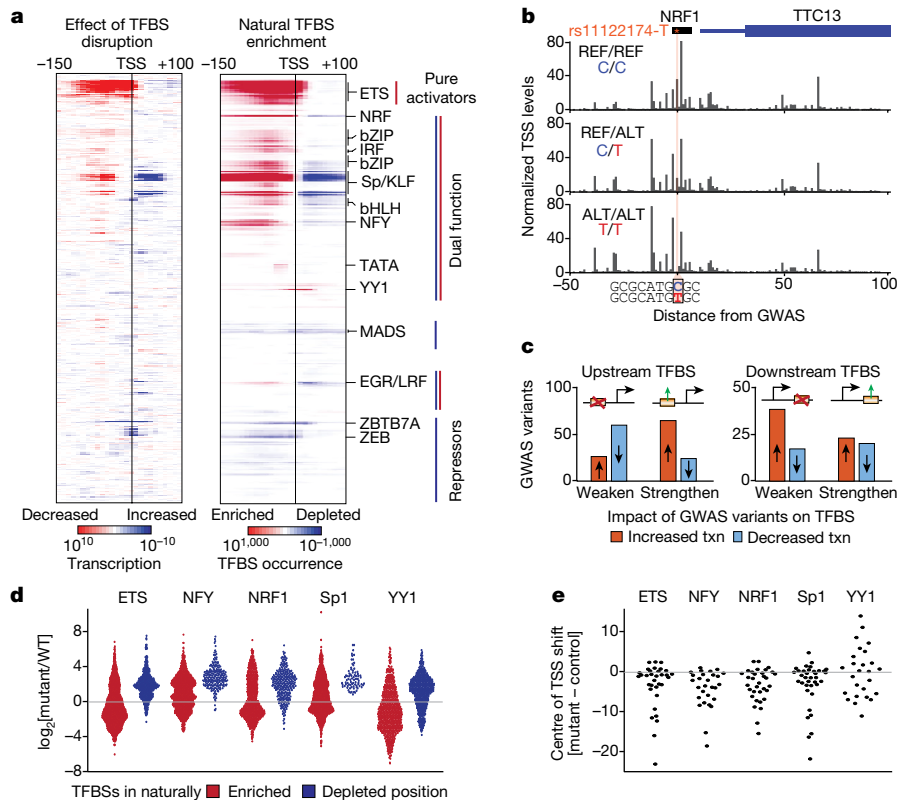 a
Effect of TFBS
disruption
Natural TFBS
enrichment
−150 TSS +100
−150 TSS +100
Pure
activators
ETS
NRF
bZIP
IRF
bZIP
Sp/KLF
bHLH
NFY
TATA
YY1
Dual function
MADS
EGR/LRF
ZBTB7A
ZEB
Repressors
Decreased Increased
10^10 10^−10
Transcription
Enriched Depleted
10^1,000 10^−1,000
TFBS occurrence
b
NRF1
TTC13
rs11122174-T
*
80
REF/REF
C/C
40
0
80
REF/ALT
C/T
40
0
80
ALT/ALT
T/T
40
0
Normalized TSS levels
−50 0 100
GCGCATGCGC
GCGCATGTGC
Distance from GWAS
c
Upstream TFBS
Downstream TFBS
100
50
0
GWAS variants
50
25
0
Weaken Strengthen
Weaken Strengthen
Impact of GWAS variants on TFBS
Increased txn Decreased txn
d
ETS NFY NRF1 Sp1 YY1
log2[mutant/WT]
8
4
0
−4
−8
TFBSs in naturally Enriched Depleted position
e
ETS NFY NRF1 Sp1 YY1
Centre of TSS shift
[mutant − control]
10
0
−10
−20